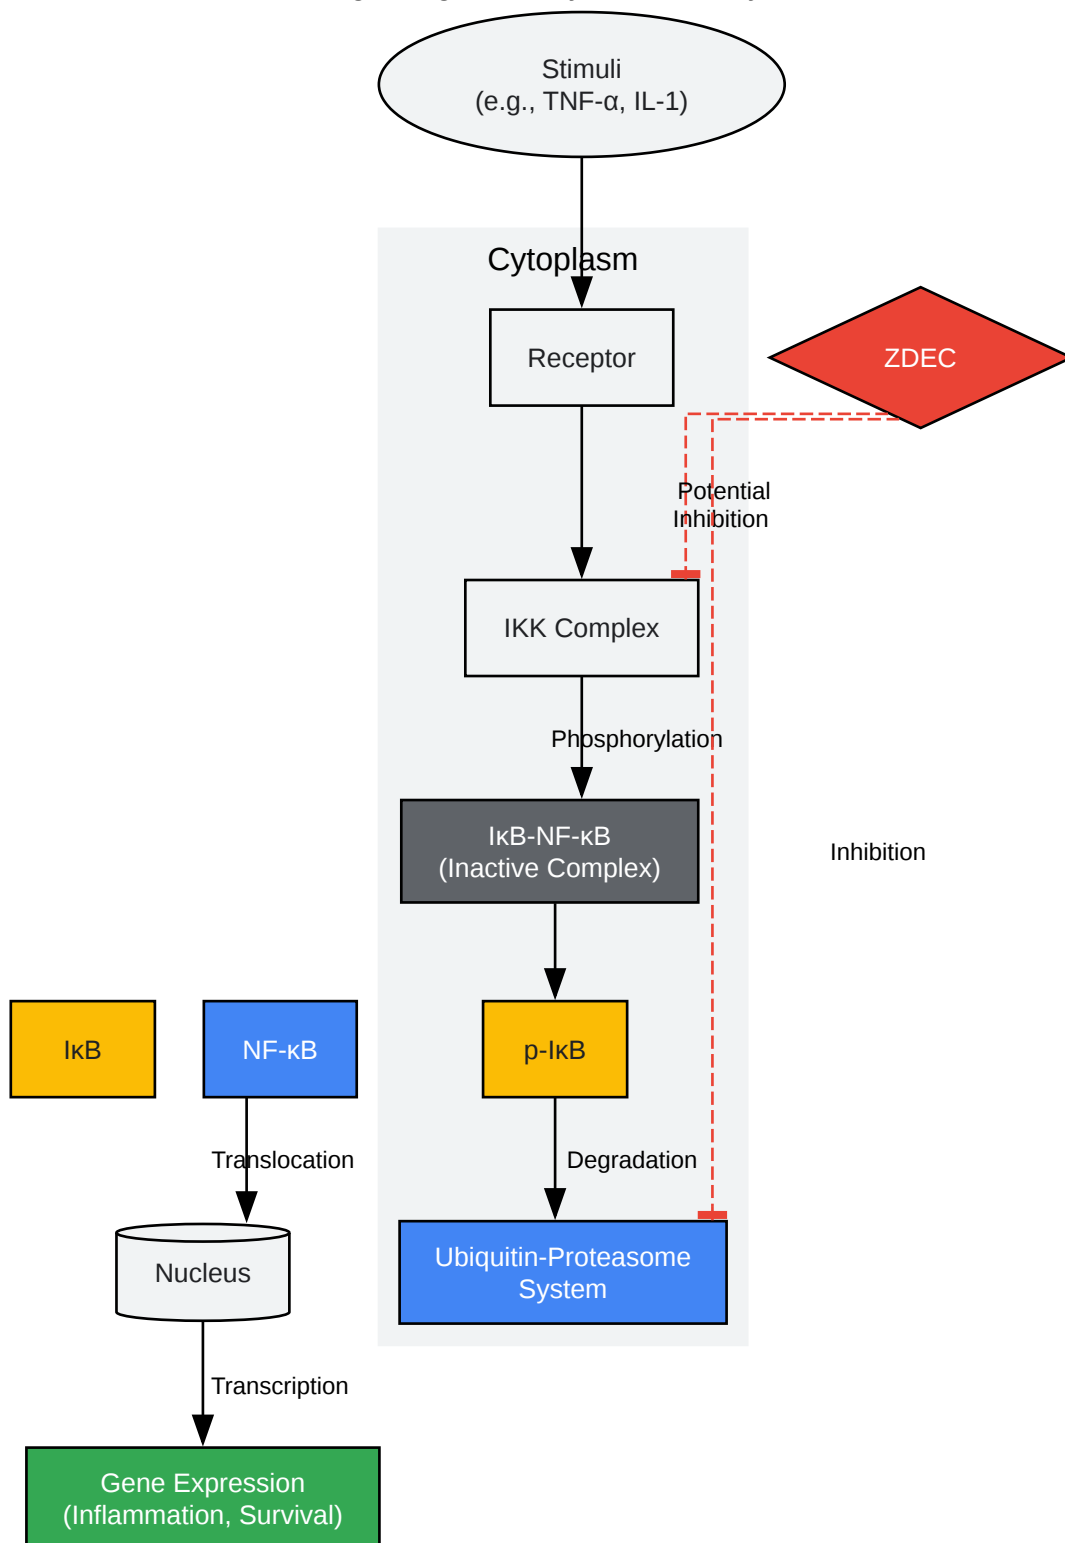 Stimuli
(e.g., TNF-α, IL-1)
Cytoplasm
Receptor
ZDEC
Potential
Inhibition
IKK Complex
Phosphorylation
IκB-NF-κB
(Inactive Complex)
Inhibition
IκB
NF-κB
p-IκB
Translocation
Degradation
Nucleus
Ubiquitin-Proteasome
System
Transcription
Gene Expression
(Inflammation, Survival)